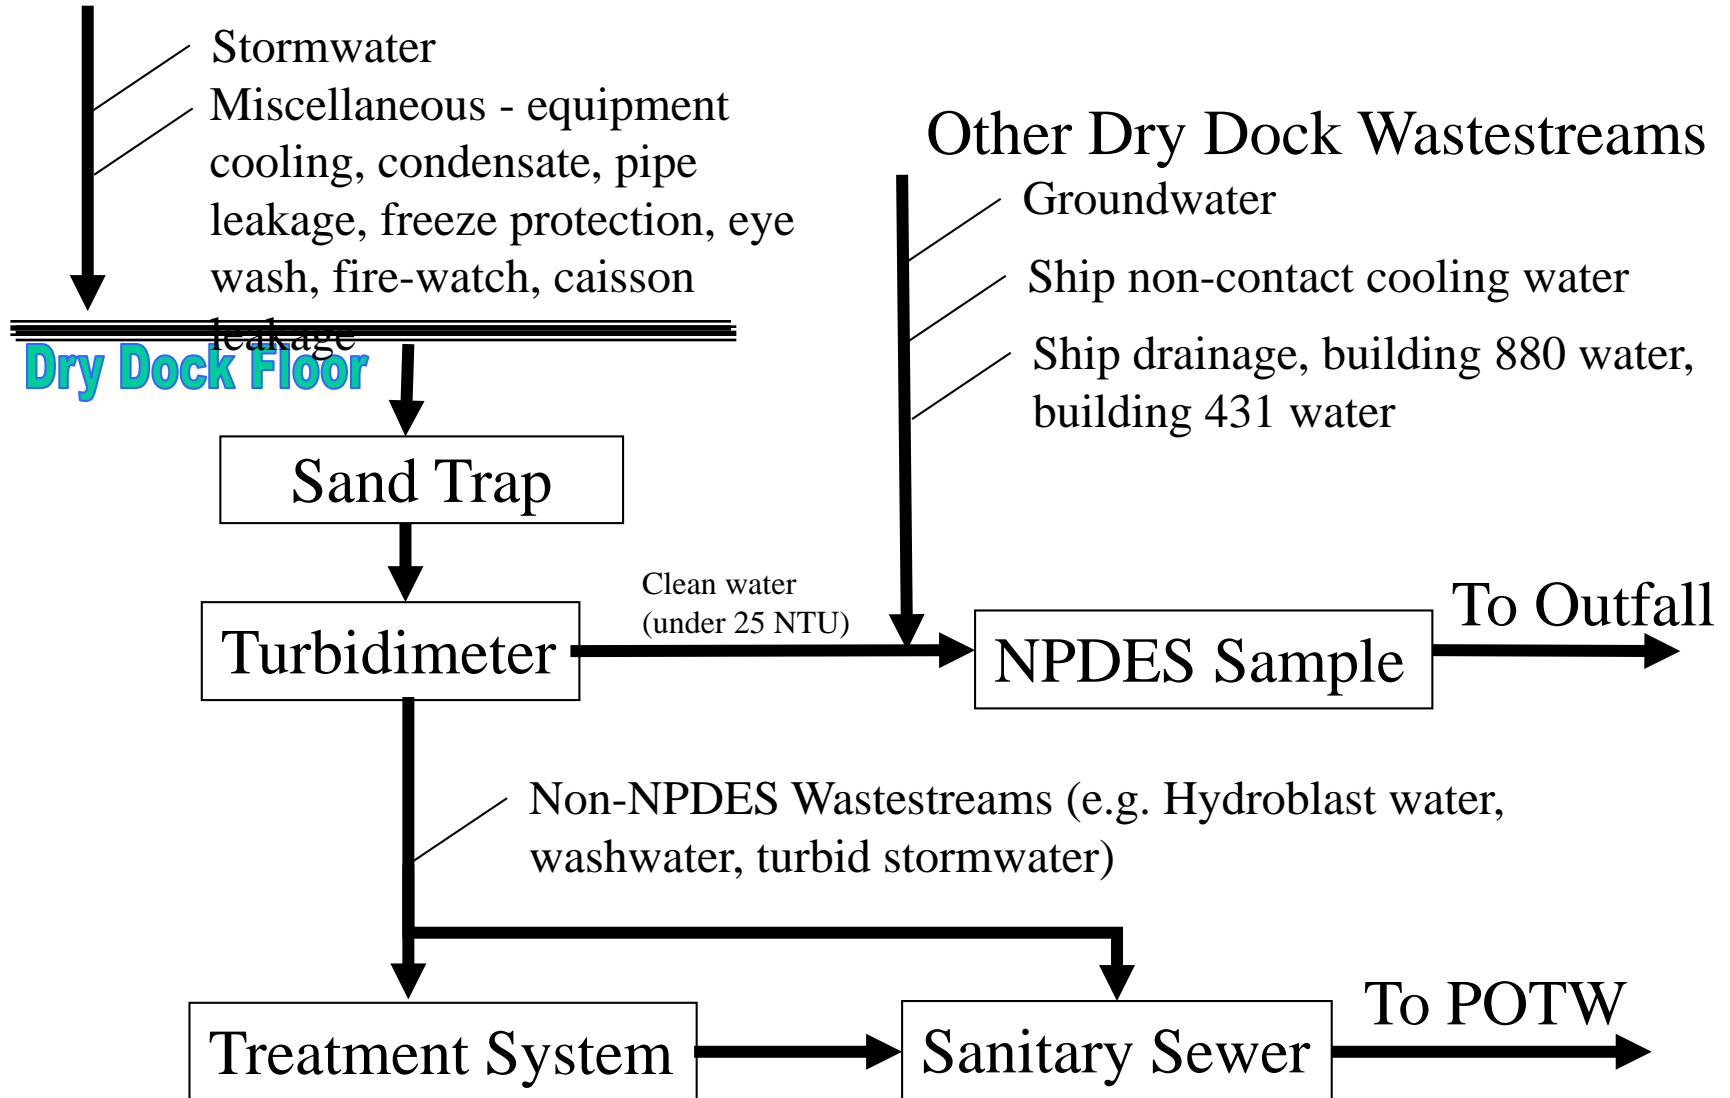 Stormwater
Miscellaneous - equipment
cooling, condensate, pipe
leakage, freeze protection, eye
wash, fire-watch, caisson
leakage
Dry Dock Floor
Other Dry Dock Wastestreams
Groundwater
Ship non-contact cooling water
Ship drainage, building 880 water,
building 431 water
Sand Trap
Turbidimeter
Clean water
(under 25 NTU)
NPDES Sample
To Outfall
Non-NPDES Wastestreams (e.g. Hydroblast water,
washwater, turbid stormwater)
Treatment System
Sanitary Sewer
To POTW